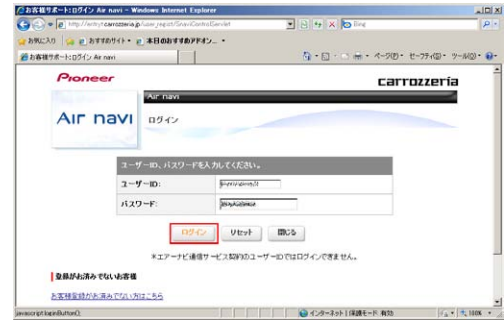 お客様サポート:ログイン Air navi - Windows Internet Explorer
Bing
お気に入り おすすめサイト 本日のおすすめアドオン...
お客様サポート:ログイン Air navi
ページ(P) セーフティ(S) ツール(O)
Pioneer
carrozzeria
Air navi
Air navi
ログイン
ユーザーID、パスワードを入力してください。
ユーザーID:
パスワード:
ログイン リセット 閉じる
*エアーナビ通信サービス契約のユーザーIDではログインできません。
登録がお済みでないお客様
お客様登録がお済みでない方はこちら
javascript:loginButton();
インターネット | 保護モード: 有効
100%